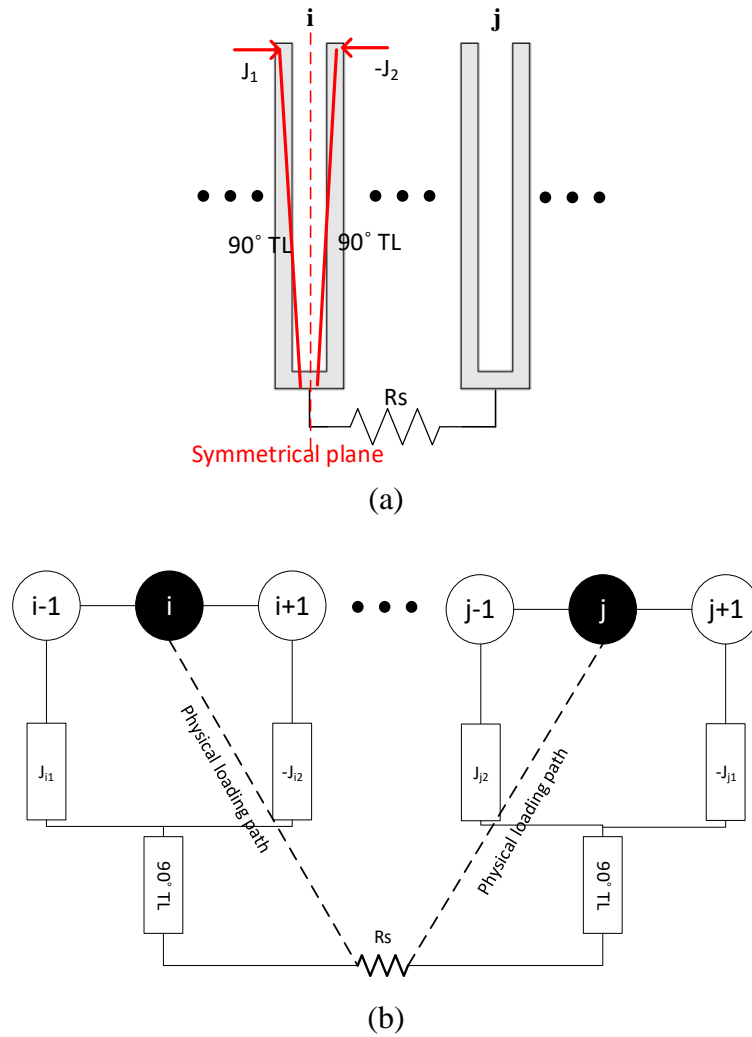 i j
J₁ -J₂
90° TL 90° TL
Rs
Symmetrical plane
(a)
i-1 i i+1 j-1 j j+1
Physical loading path Physical loading path
Jᵢ₁ -Jᵢ₂ Jⱼ₂ -Jⱼ₁
90° TL 90° TL
Rs
(b)